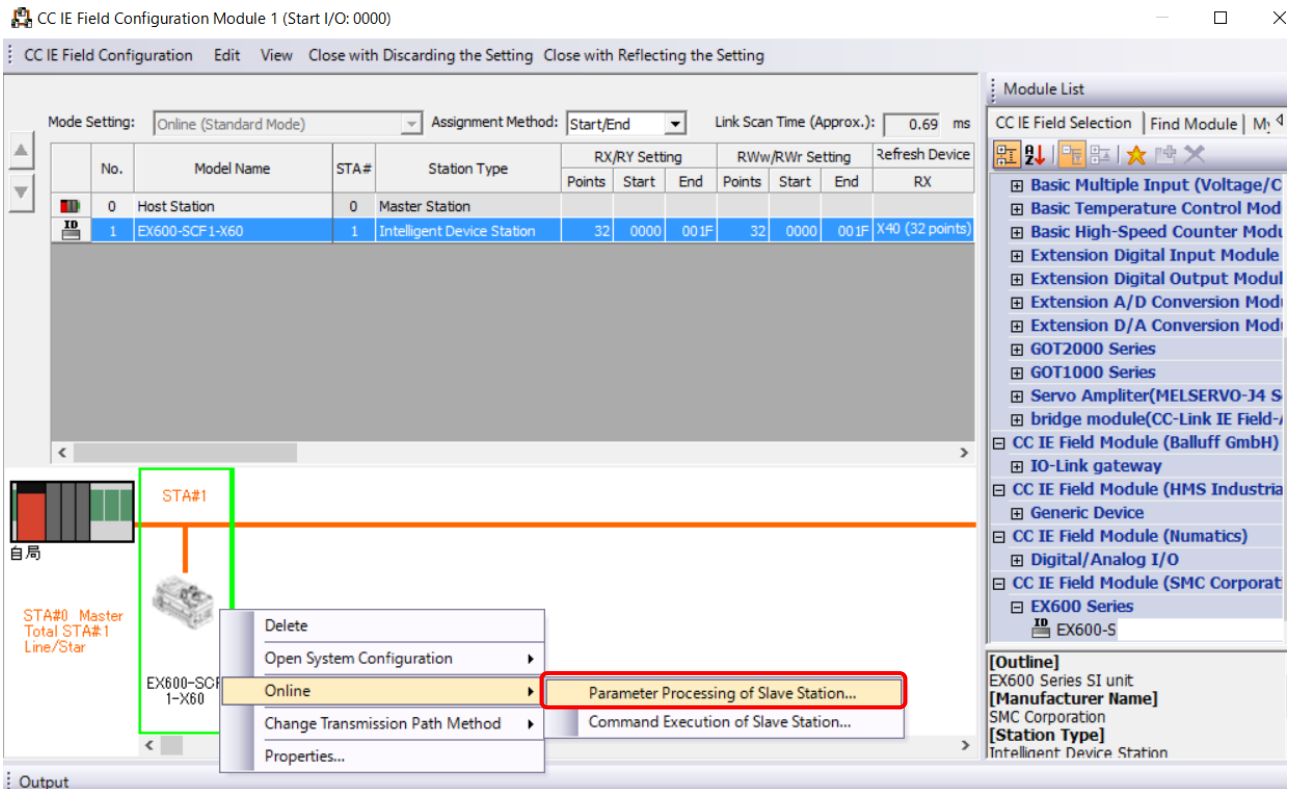 CC IE Field Configuration Module 1 (Start I/O: 0000)
CC IE Field Configuration Edit View Close with Discarding the Setting Close with Reflecting the Setting
Mode Setting: Online (Standard Mode) Assignment Method: Start/End Link Scan Time (Approx.): 0.69 ms
No. Model Name STA# Station Type RX/RY Setting RWw/RWr Setting Refresh Device
Points Start End Points Start End RX
0 Host Station 0 Master Station
1 EX600-SCF1-X60 1 Intelligent Device Station 32 0000 001F 32 0000 001F X40 (32 points)
STA#1
自局
STA#0 Master
Total STA#1
Line/Star
EX600-SCF
1-X60
Delete
Open System Configuration
Online
Change Transmission Path Method
Properties...
Parameter Processing of Slave Station...
Command Execution of Slave Station...
Output
Module List
CC IE Field Selection Find Module My
Basic Multiple Input (Voltage/C
Basic Temperature Control Mod
Basic High-Speed Counter Modu
Extension Digital Input Module
Extension Digital Output Modul
Extension A/D Conversion Mod
Extension D/A Conversion Mod
GOT2000 Series
GOT1000 Series
Servo Ampliter(MELSERVO-J4 S
bridge module(CC-Link IE Field-
CC IE Field Module (Balluff GmbH)
IO-Link gateway
CC IE Field Module (HMS Industria
Generic Device
CC IE Field Module (Numatics)
Digital/Analog I/O
CC IE Field Module (SMC Corporat
EX600 Series
EX600-S
[Outline]
EX600 Series SI unit
[Manufacturer Name]
SMC Corporation
[Station Type]
Intelligent Device Station